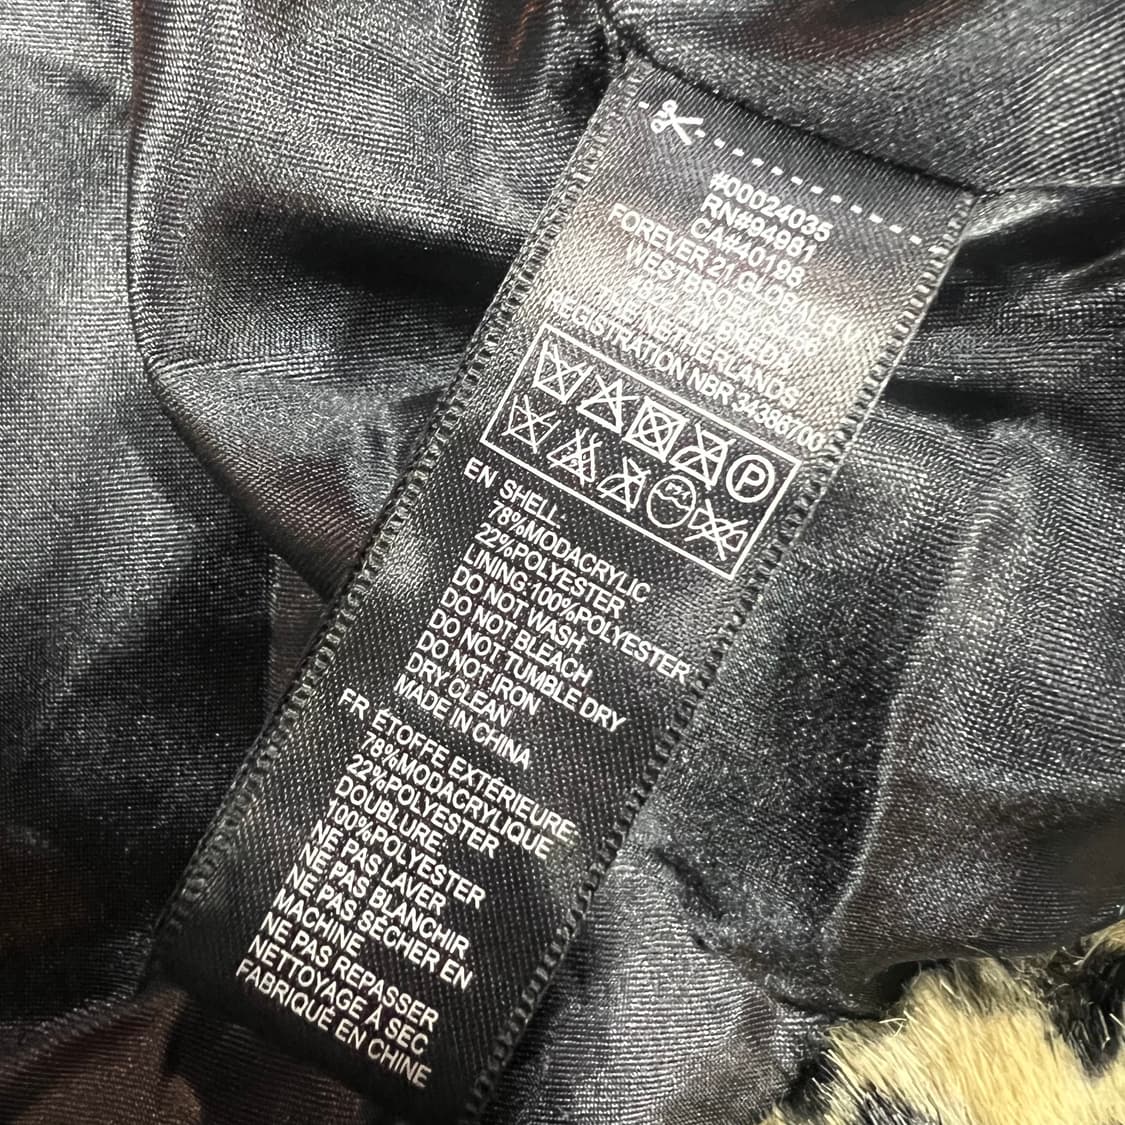 #00024035
RN#94981
CA#40198
FOREVER 21 GLOBAL B.V.
WESTBROEK
BREDA
THE NETHERLANDS
REGISTRATION NBR 34386700
P
EN SHELL:
78%MODACRYLIC
22%POLYESTER
LINING:100%POLYESTER
DO NOT WASH
DO NOT BLEACH
DO NOT TUMBLE DRY
DO NOT IRON
DRY CLEAN
MADE IN CHINA
FR ÉTOFFE EXTÉRIEURE:
78%MODACRYLIQUE
22%POLYESTER
DOUBLURE:
100%POLYESTER
NE PAS LAVER
NE PAS BLANCHIR
NE PAS SÉCHER EN
MACHINE
NE PAS REPASSER
NETTOYAGE À SEC
FABRIQUÉ EN CHINE